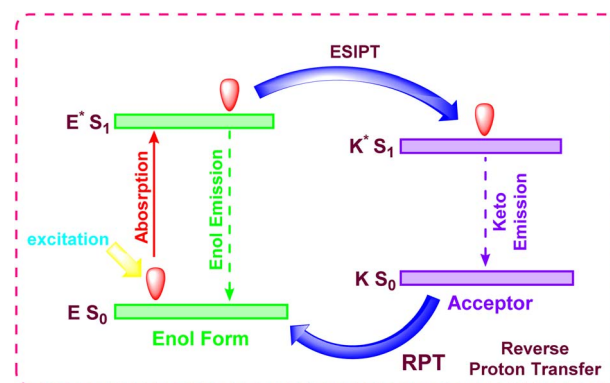 ESIPT
E* S1
K* S1
Abosrption
Enol Emission
Keto
Emission
excitation
E S0
K S0
Enol Form
Acceptor
RPT
Reverse
Proton Transfer